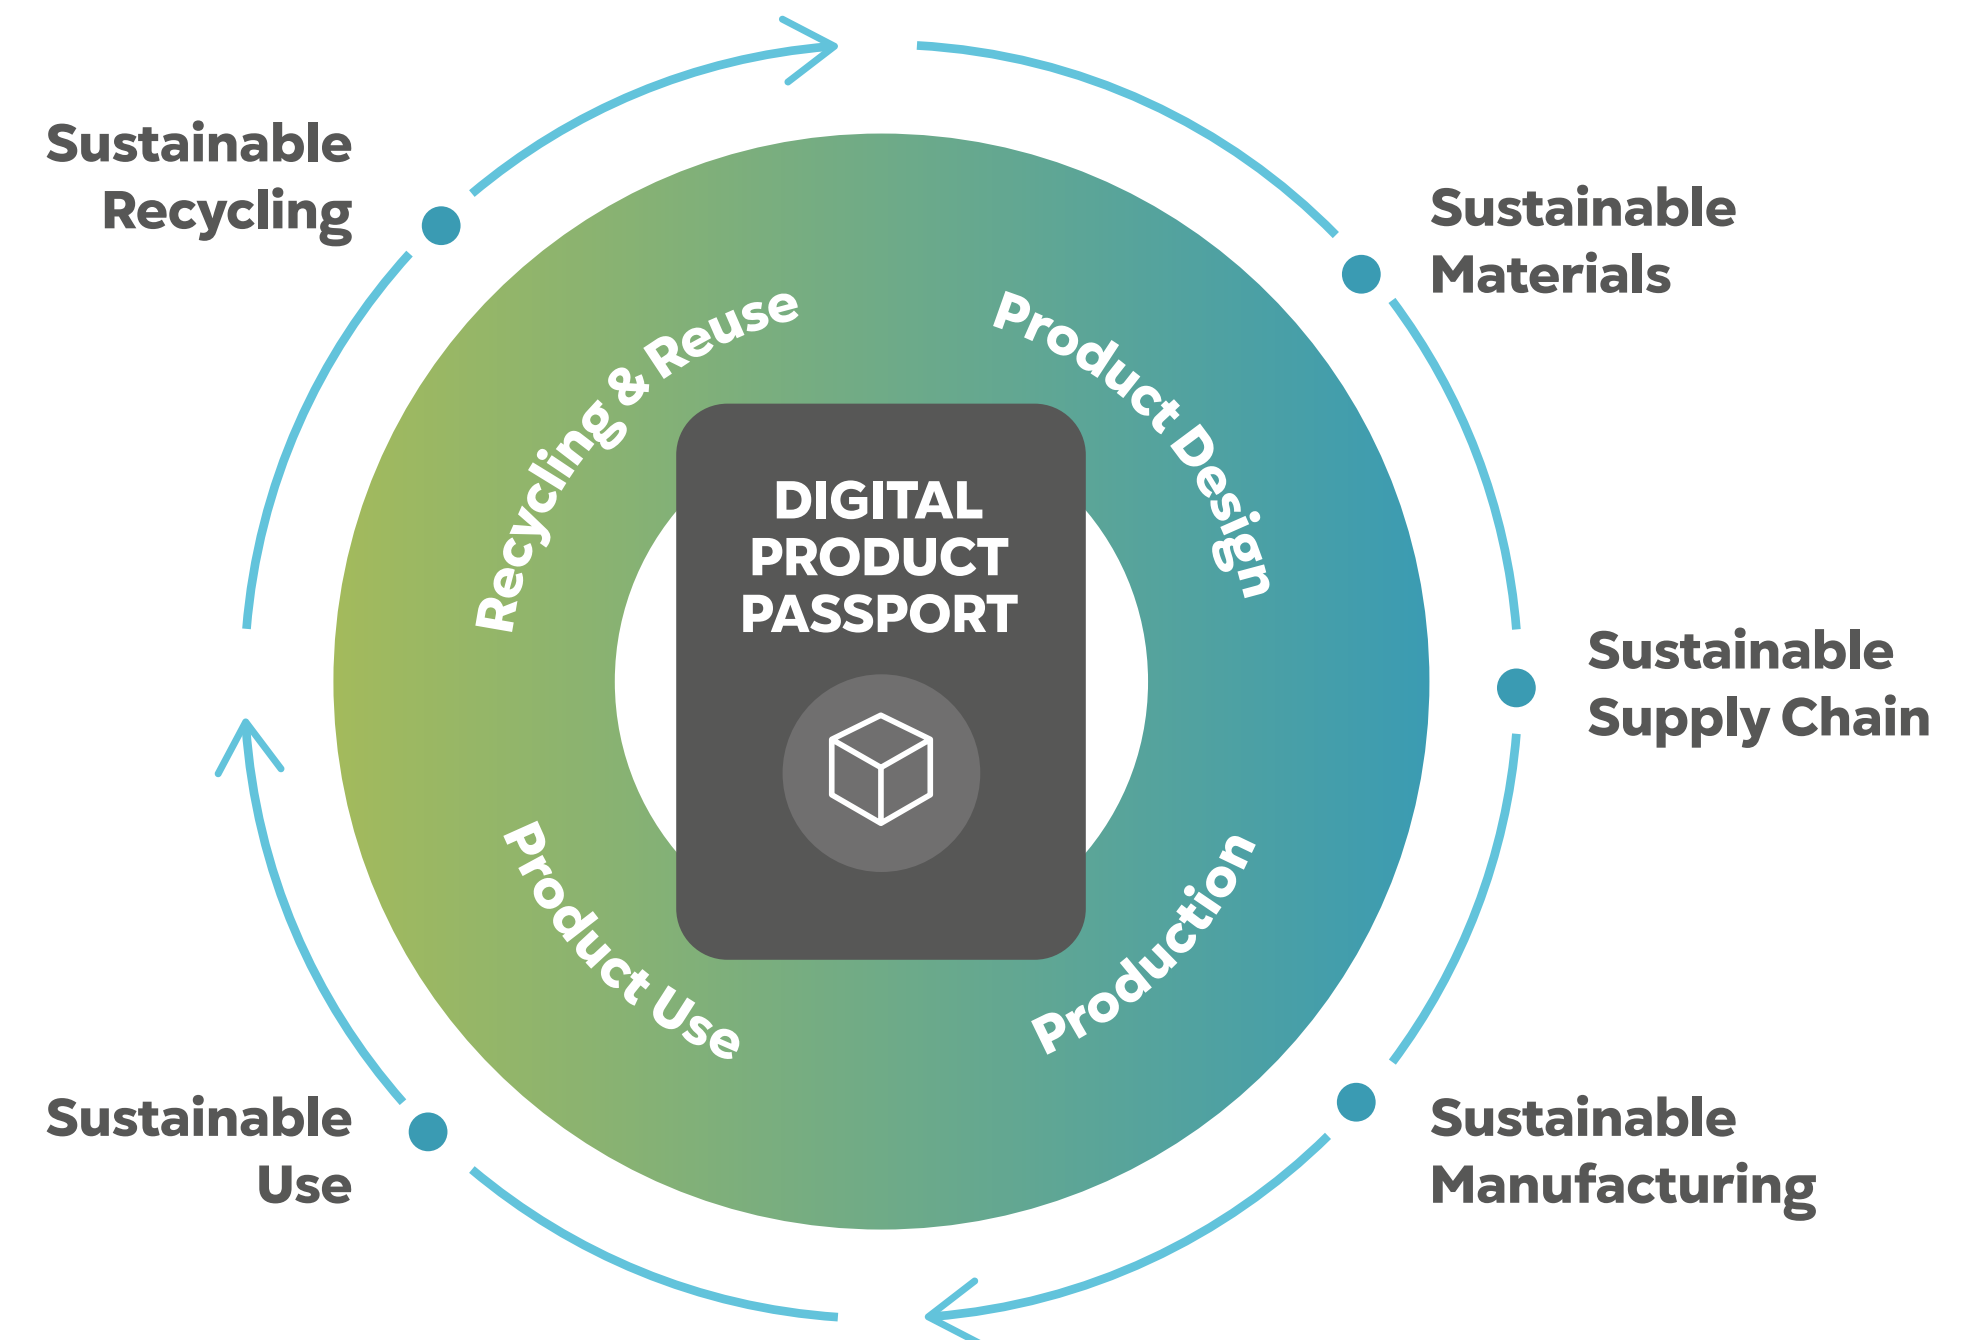 Sustainable
Recycling
Sustainable
Materials
Recycling & Reuse
Product Design
DIGITAL
PRODUCT
PASSPORT
Sustainable
Supply Chain
Product Use
Production
Sustainable
Use
Sustainable
Manufacturing